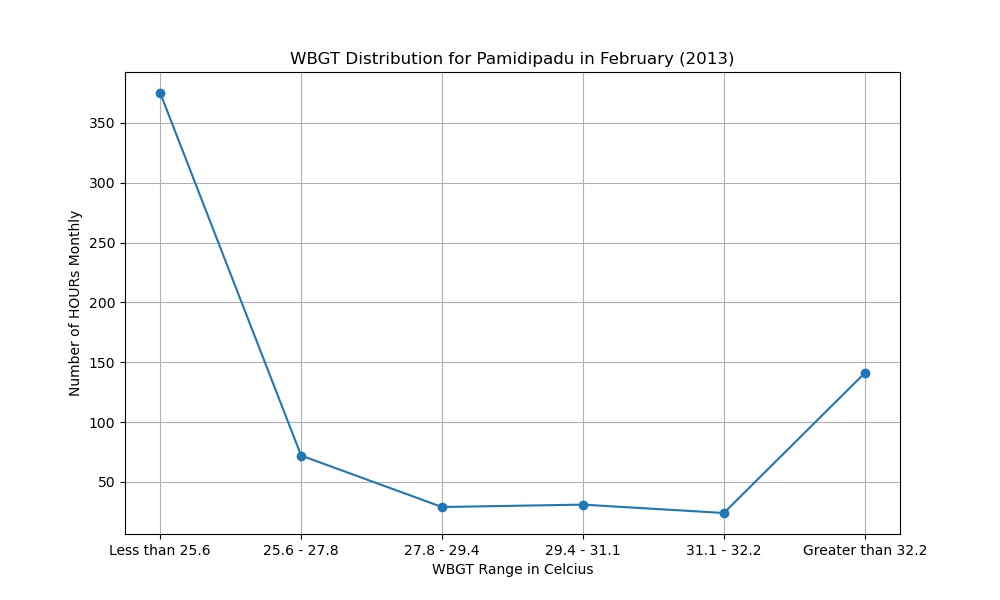 WBGT Distribution for Pamidipadu in February (2013)
Number of HOURs Monthly
350
300
250
200
150
100
50
Less than 25.6
25.6 - 27.8
27.8 - 29.4
29.4 - 31.1
31.1 - 32.2
Greater than 32.2
WBGT Range in Celcius